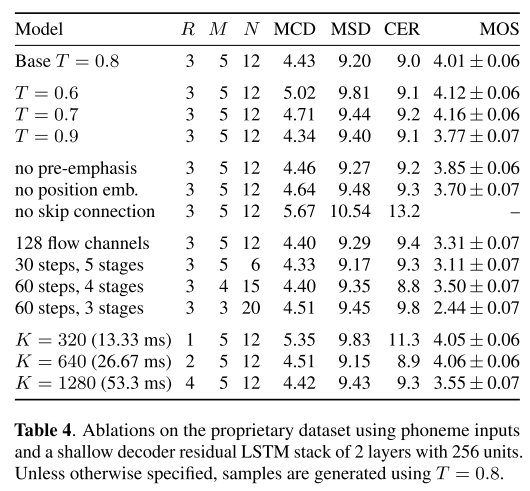 Model R M N MCD MSD CER MOS
Base T = 0.8 3 5 12 4.43 9.20 9.0 4.01 ± 0.06
T = 0.6 3 5 12 5.02 9.81 9.1 4.12 ± 0.06
T = 0.7 3 5 12 4.71 9.44 9.2 4.16 ± 0.06
T = 0.9 3 5 12 4.34 9.40 9.1 3.77 ± 0.07
no pre-emphasis 3 5 12 4.46 9.27 9.2 3.85 ± 0.06
no position emb. 3 5 12 4.64 9.48 9.3 3.70 ± 0.07
no skip connection 3 5 12 5.67 10.54 13.2 –
128 flow channels 3 5 12 4.40 9.29 9.4 3.31 ± 0.07
30 steps, 5 stages 3 5 6 4.33 9.17 9.3 3.11 ± 0.07
60 steps, 4 stages 3 4 15 4.40 9.35 8.8 3.50 ± 0.07
60 steps, 3 stages 3 3 20 4.51 9.45 9.8 2.44 ± 0.07
K = 320 (13.33 ms) 1 5 12 5.35 9.83 11.3 4.05 ± 0.06
K = 640 (26.67 ms) 2 5 12 4.51 9.15 8.9 4.06 ± 0.06
K = 1280 (53.3 ms) 4 5 12 4.42 9.43 9.3 3.55 ± 0.07
Table 4. Ablations on the proprietary dataset using phoneme inputs
and a shallow decoder residual LSTM stack of 2 layers with 256 units.
Unless otherwise specified, samples are generated using T = 0.8.